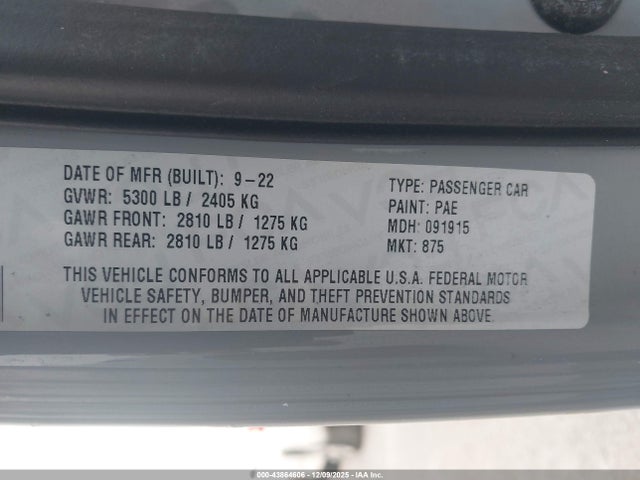 DATE OF MFR (BUILT): 9-22
GVWR: 5300 LB / 2405 KG
GAWR FRONT: 2810 LB / 1275 KG
GAWR REAR: 2810 LB / 1275 KG
TYPE: PASSENGER CAR
PAINT: PAE
MDH: 091915
MKT: 875
THIS VEHICLE CONFORMS TO ALL APPLICABLE U.S.A. FEDERAL MOTOR
VEHICLE SAFETY, BUMPER, AND THEFT PREVENTION STANDARDS
IN EFFECT ON THE DATE OF MANUFACTURE SHOWN ABOVE.
000-43864606 - 12/09/2025 - IAA Inc.